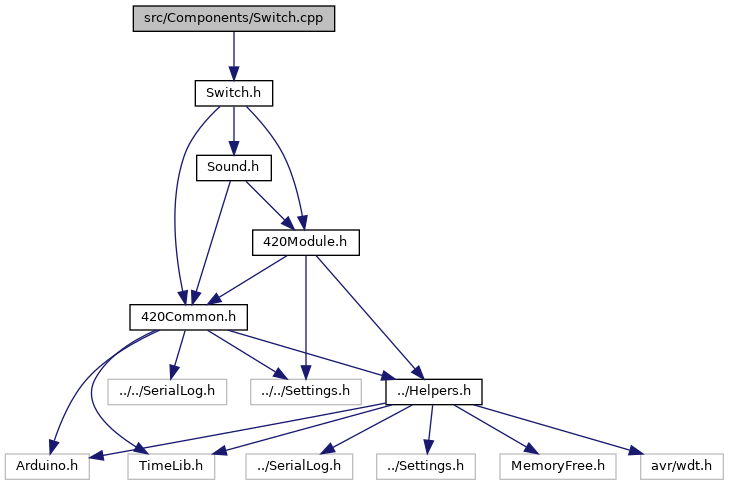 src/Components/Switch.cpp
Switch.h
Sound.h
420Module.h
420Common.h
../../SerialLog.h
../../Settings.h
../Helpers.h
Arduino.h
TimeLib.h
../SerialLog.h
../Settings.h
MemoryFree.h
avr/wdt.h